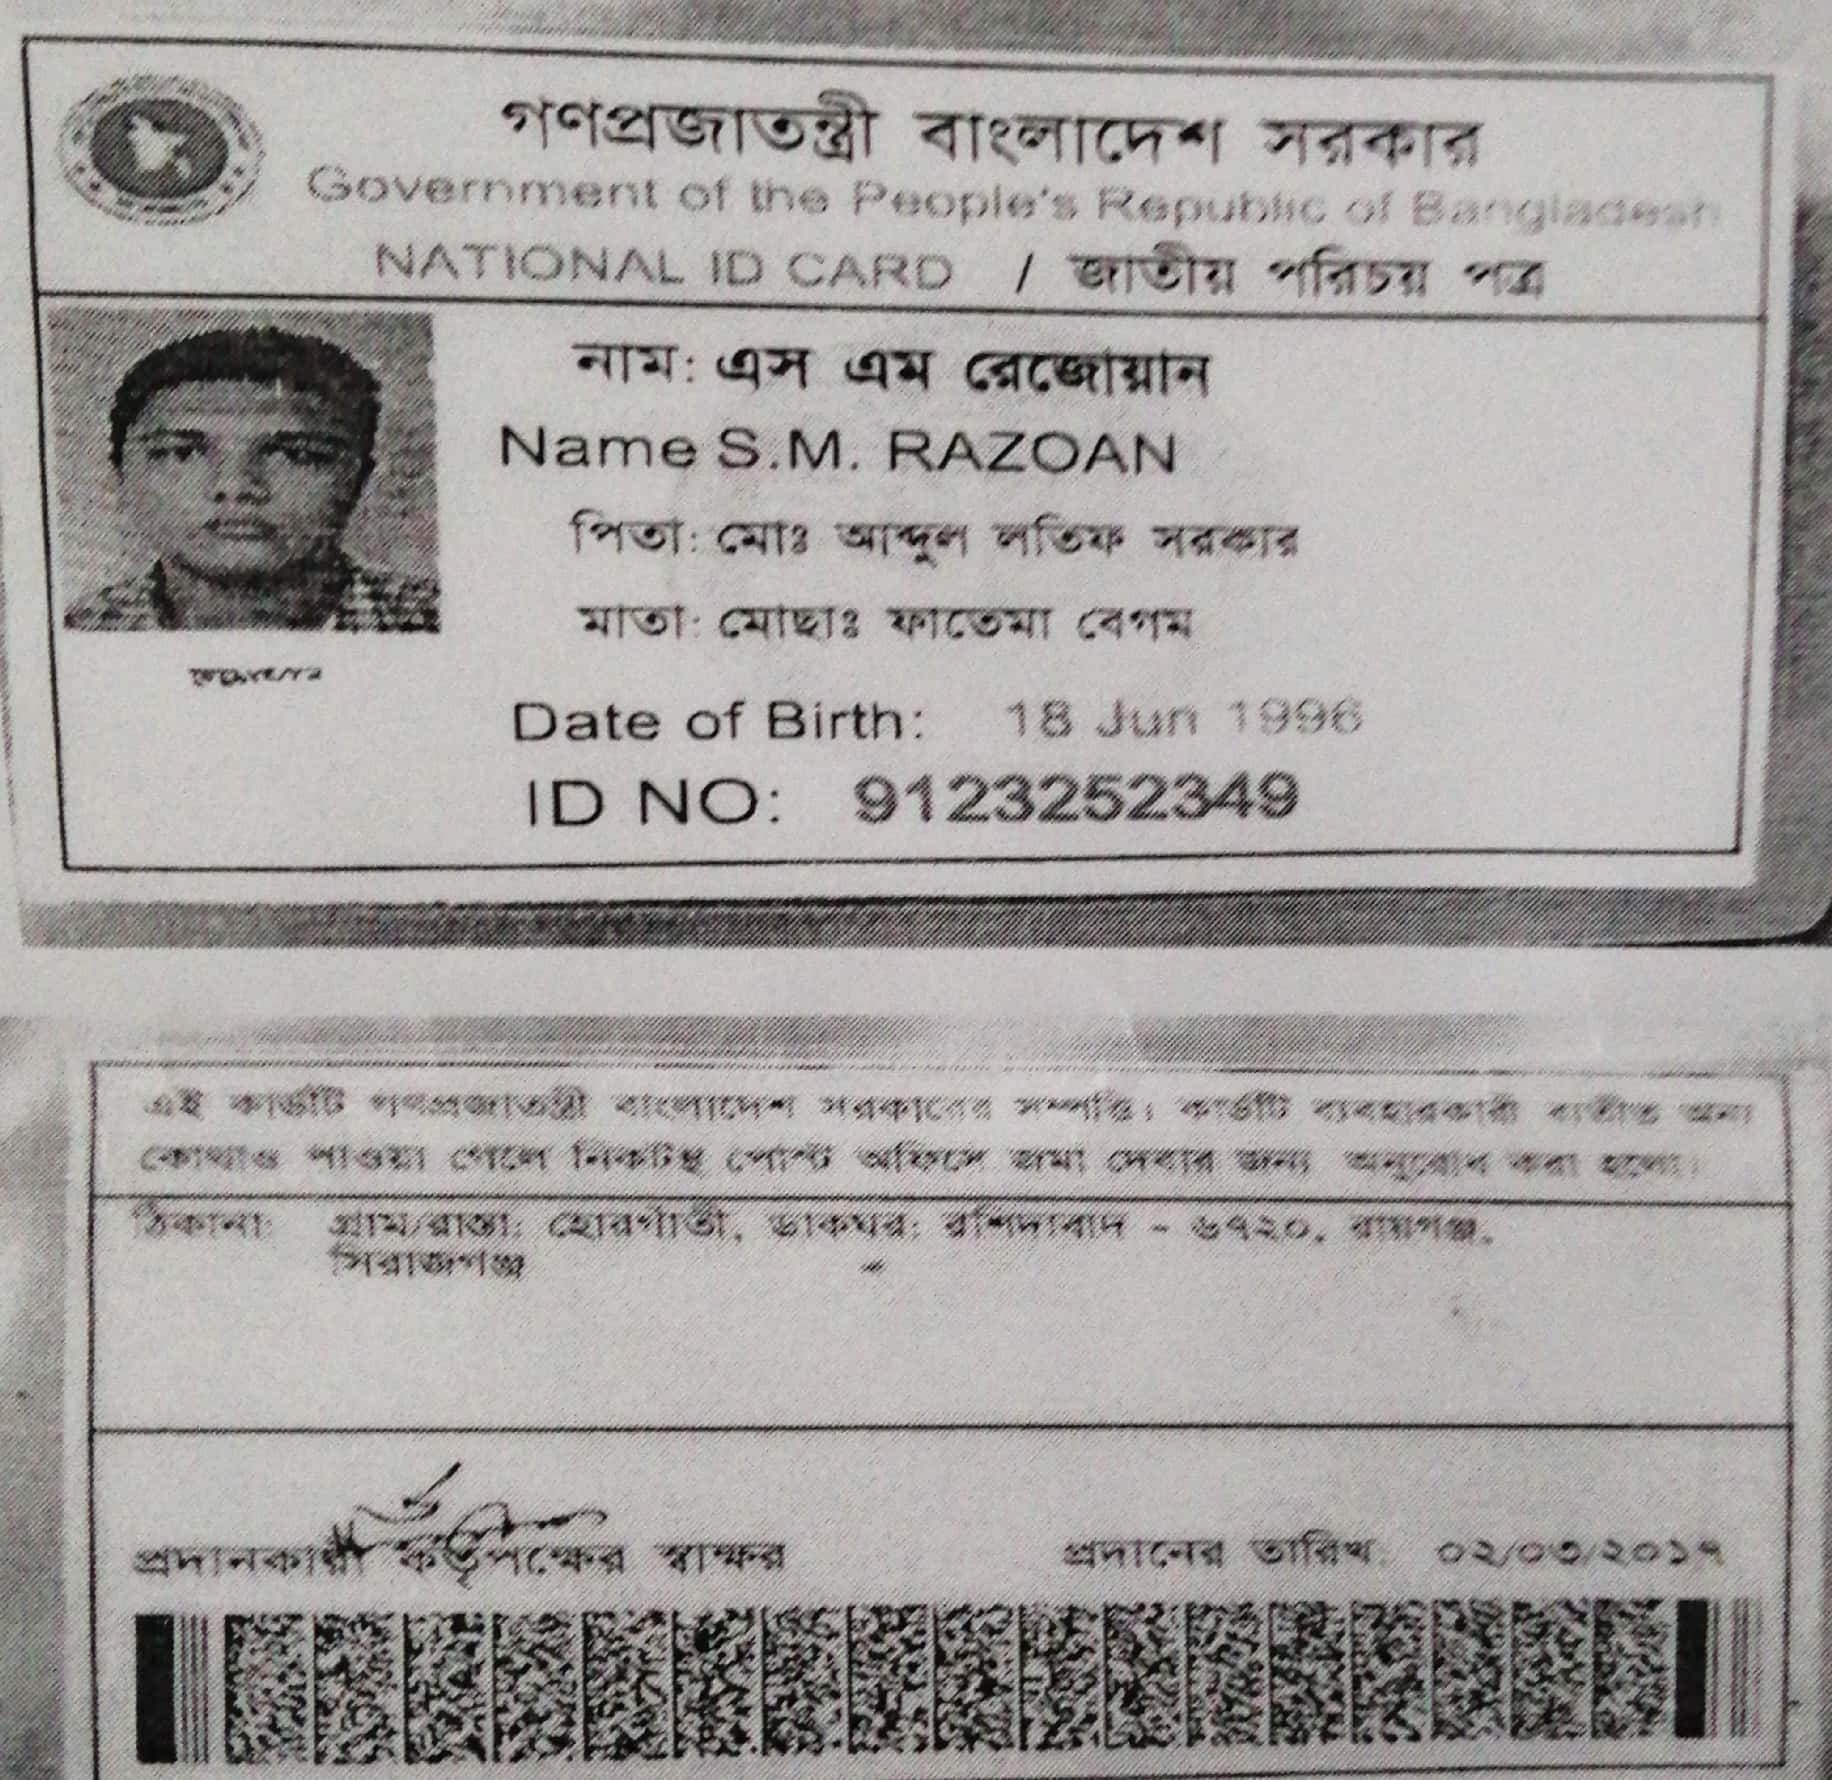 গণপ্রজাতন্ত্রী বাংলাদেশ সরকার
Government of the People's Republic of Bangladesh
NATIONAL ID CARD / জাতীয় পরিচয় পত্র
নাম: এস এম রেজোয়ান
Name S.M. RAZOAN
পিতা: মোঃ আব্দুল লতিফ সরকার
মাতা: মোছাঃ ফাতেমা বেগম
Date of Birth: 18 Jun 1996
ID NO: 9123252349
এই কার্ডটি গণপ্রজাতন্ত্রী বাংলাদেশ সরকারের সম্পত্তি। কার্ডটি ব্যবহারকারী ব্যতীত অন্য
কোথাও পাওয়া গেলে নিকটস্থ পোস্ট অফিসে জমা দেবার জন্য অনুরোধ করা হলো।
ঠিকানা: গ্রাম/রাস্তা: ডাকঘর: রশিদাবাদ - ৬৭২০, রায়গঞ্জ,
সিরাজগঞ্জ
প্রদানকারী কর্তৃপক্ষের স্বাক্ষর প্রদানের তারিখ ০২/০৩/২০১৭